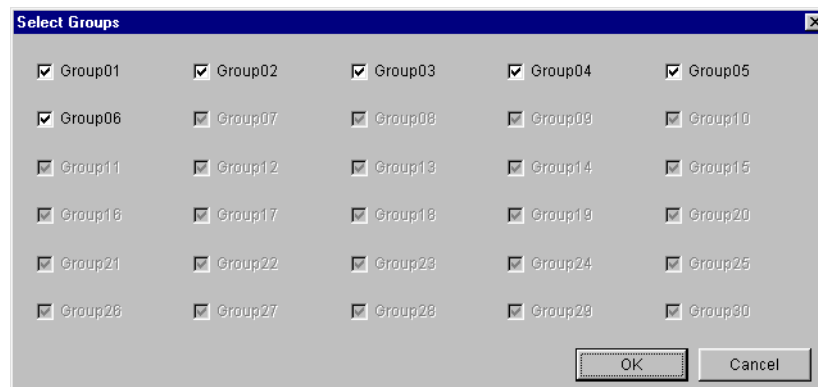 Select Groups
Group01 Group02 Group03 Group04 Group05
Group06 Group07 Group08 Group09 Group10
Group11 Group12 Group13 Group14 Group15
Group16 Group17 Group18 Group19 Group20
Group21 Group22 Group23 Group24 Group25
Group26 Group27 Group28 Group29 Group30
OK Cancel